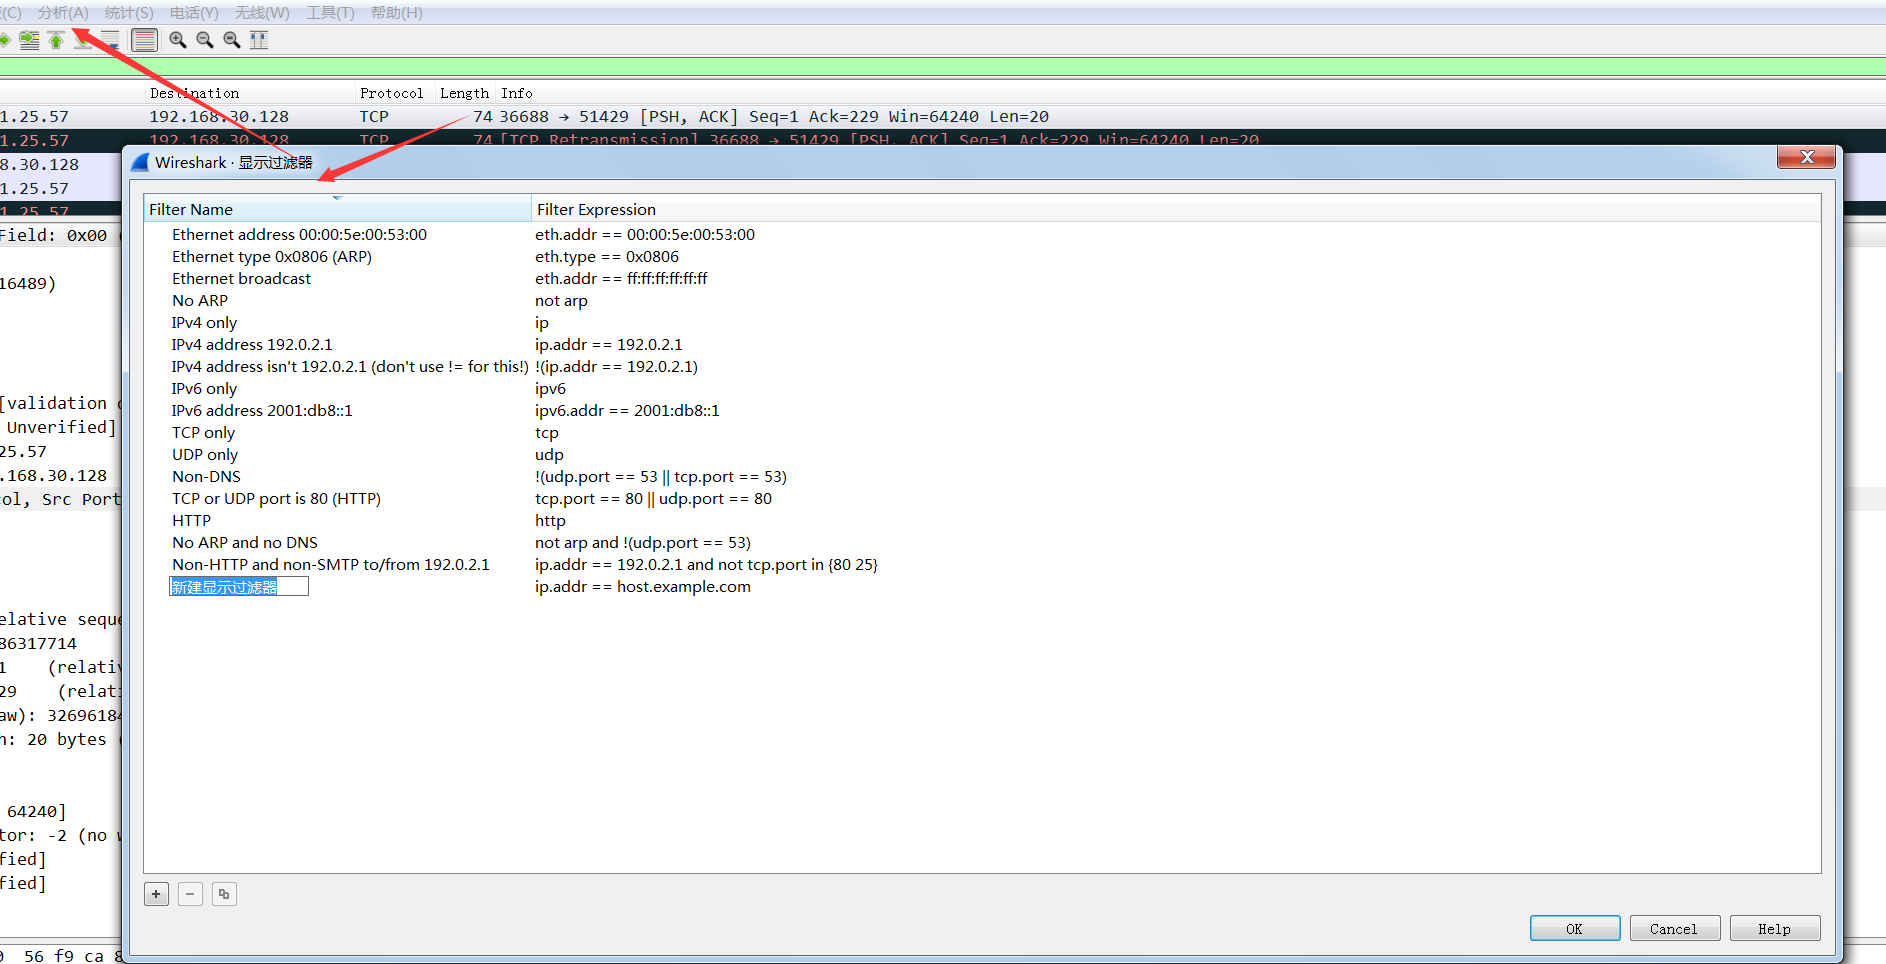 (C) 分析(A) 统计(S) 电话(Y) 无线(W) 工具(T) 帮助(H)
Destination Protocol Length Info
1.25.57 192.168.30.128 TCP 74 36688 → 51429 [PSH, ACK] Seq=1 Ack=229 Win=64240 Len=20
1.25.57 192.168.30.128 TCP 74 [TCP Retransmission] 36688 → 51429 [PSH, ACK] Seq=1 Ack=229 Win=64240 Len=20
8.30.128
1.25.57
1.25.57
Wireshark · 显示过滤器
Filter Name Filter Expression
Ethernet address 00:00:5e:00:53:00 eth.addr == 00:00:5e:00:53:00
Ethernet type 0x0806 (ARP) eth.type == 0x0806
Ethernet broadcast eth.addr == ff:ff:ff:ff:ff:ff
No ARP not arp
IPv4 only ip
IPv4 address 192.0.2.1 ip.addr == 192.0.2.1
IPv4 address isn't 192.0.2.1 (don't use != for this!) !(ip.addr == 192.0.2.1)
IPv6 only ipv6
IPv6 address 2001:db8::1 ipv6.addr == 2001:db8::1
TCP only tcp
UDP only udp
Non-DNS !(udp.port == 53 || tcp.port == 53)
TCP or UDP port is 80 (HTTP) tcp.port == 80 || udp.port == 80
HTTP http
No ARP and no DNS not arp and !(udp.port == 53)
Non-HTTP and non-SMTP to/from 192.0.2.1 ip.addr == 192.0.2.1 and not tcp.port in {80 25}
新建显示过滤器 ip.addr == host.example.com
OK Cancel Help
Field: 0x00 (
16489)
[validation
Unverified]
25.57
.168.30.128
col, Src Port
elative seque
86317714
1 (relativ
29 (relati
aw): 3269618
h: 20 bytes (
64240]
tor: -2 (no
fied]
fied]
56 f9 ca 8